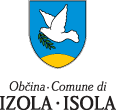 Občina · Comune di
IZOLA · ISOLA